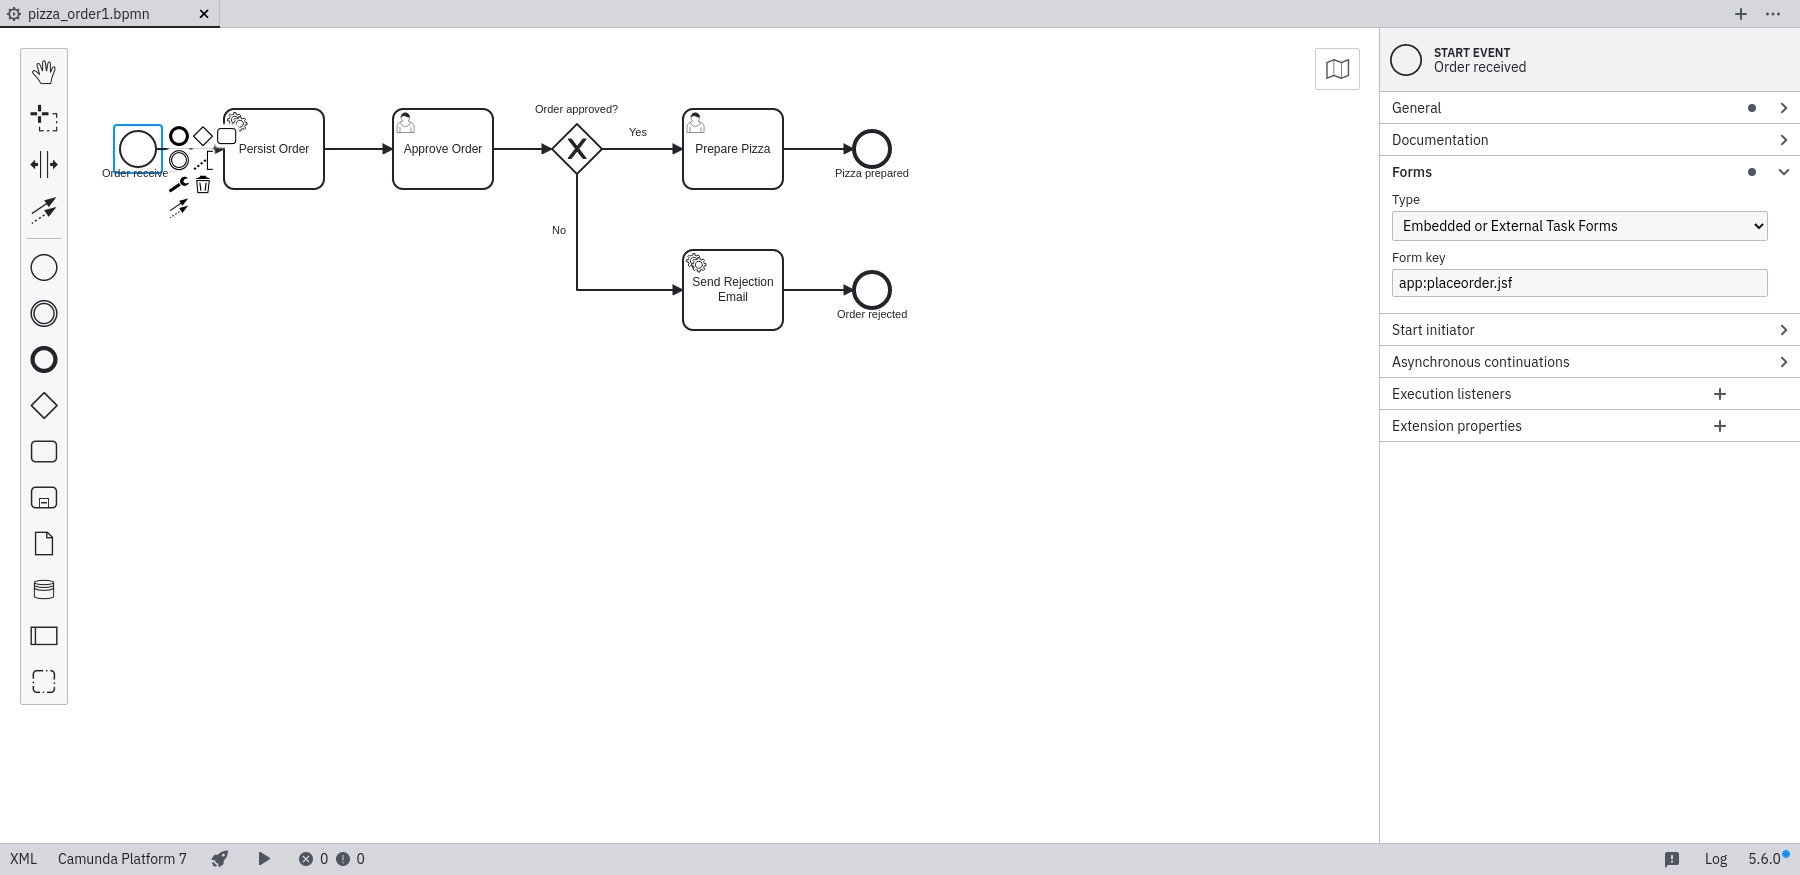 pizza_order1.bpmn
Order approved?
Yes
Persist Order
Approve Order
Prepare Pizza
Order receive
Pizza prepared
No
Send Rejection
Email
Order rejected
START EVENT
Order received
General
Documentation
Forms
Type
Embedded or External Task Forms
Form key
app:placeorder.jsf
Start initiator
Asynchronous continuations
Execution listeners
Extension properties
XML
Camunda Platform 7
0
0
Log
5.6.0